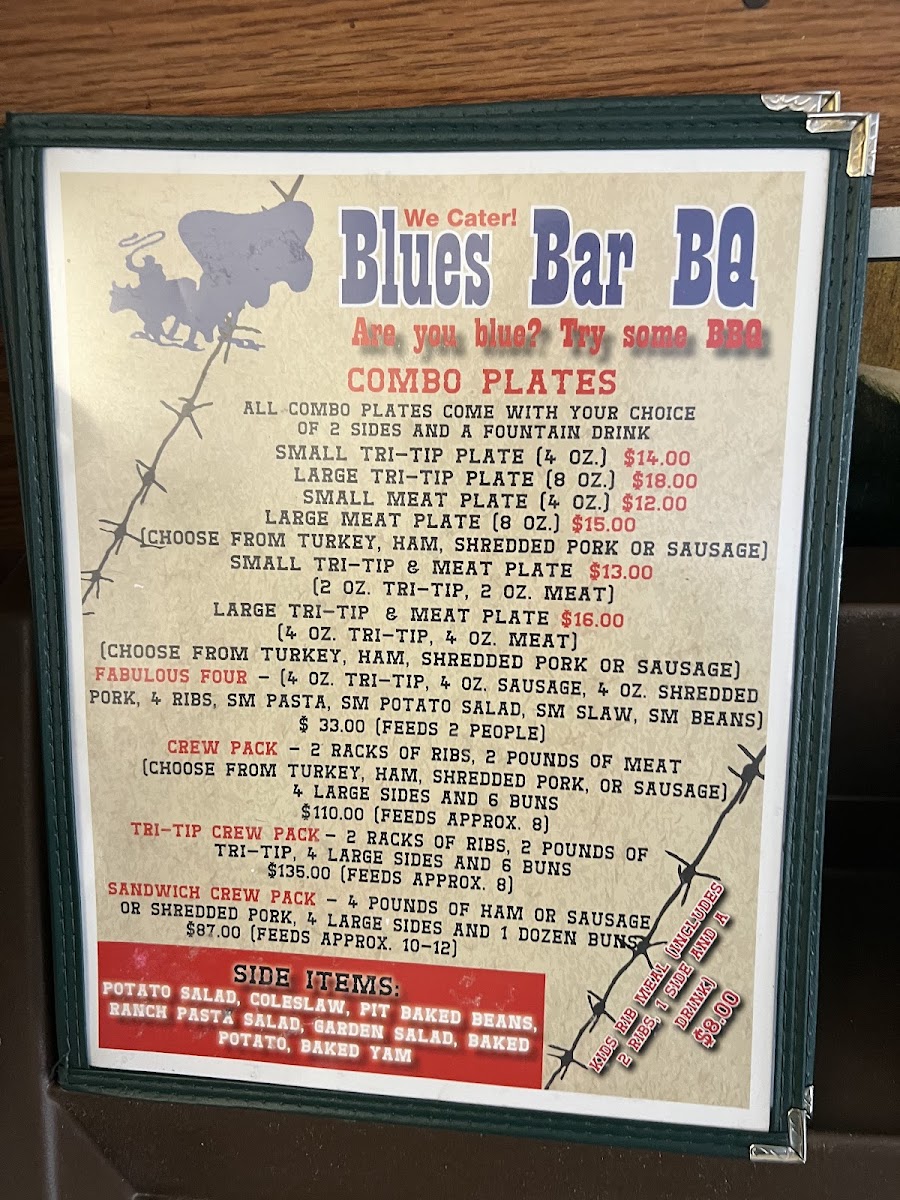 We Cater!
Blues Bar BQ
Are you blue? Try some BBQ
COMBO PLATES
ALL COMBO PLATES COME WITH YOUR CHOICE
OF 2 SIDES AND A FOUNTAIN DRINK
SMALL TRI-TIP PLATE (4 OZ.) $14.00
LARGE TRI-TIP PLATE (8 OZ.) $18.00
SMALL MEAT PLATE (4 OZ.) $12.00
LARGE MEAT PLATE (8 OZ.) $15.00
(CHOOSE FROM TURKEY, HAM, SHREDDED PORK OR SAUSAGE)
SMALL TRI-TIP & MEAT PLATE $13.00
(2 OZ. TRI-TIP, 2 OZ. MEAT)
LARGE TRI-TIP & MEAT PLATE $16.00
(4 OZ. TRI-TIP, 4 OZ. MEAT)
(CHOOSE FROM TURKEY, HAM, SHREDDED PORK OR SAUSAGE)
FABULOUS FOUR - (4 OZ. TRI-TIP, 4 OZ. SAUSAGE, 4 OZ. SHREDDED
PORK, 4 RIBS, SM PASTA, SM POTATO SALAD, SM SLAW, SM BEANS)
$ 33.00 (FEEDS 2 PEOPLE)
CREW PACK - 2 RACKS OF RIBS, 2 POUNDS OF MEAT
(CHOOSE FROM TURKEY, HAM, SHREDDED PORK, OR SAUSAGE)
4 LARGE SIDES AND 6 BUNS
$110.00 (FEEDS APPROX. 8)
TRI-TIP CREW PACK - 2 RACKS OF RIBS, 2 POUNDS OF
TRI-TIP, 4 LARGE SIDES AND 6 BUNS
$135.00 (FEEDS APPROX. 8)
SANDWICH CREW PACK - 4 POUNDS OF HAM OR SAUSAGE
OR SHREDDED PORK, 4 LARGE SIDES AND 1 DOZEN BUNS
$87.00 (FEEDS APPROX. 10-12)
SIDE ITEMS:
POTATO SALAD, COLESLAW, PIT BAKED BEANS,
RANCH PASTA SALAD, GARDEN SALAD, BAKED
POTATO, BAKED YAM
KIDS RIB MEAL (INCLUDES
2 RIBS, 1 SIDE AND A
DRINK)
$8.00